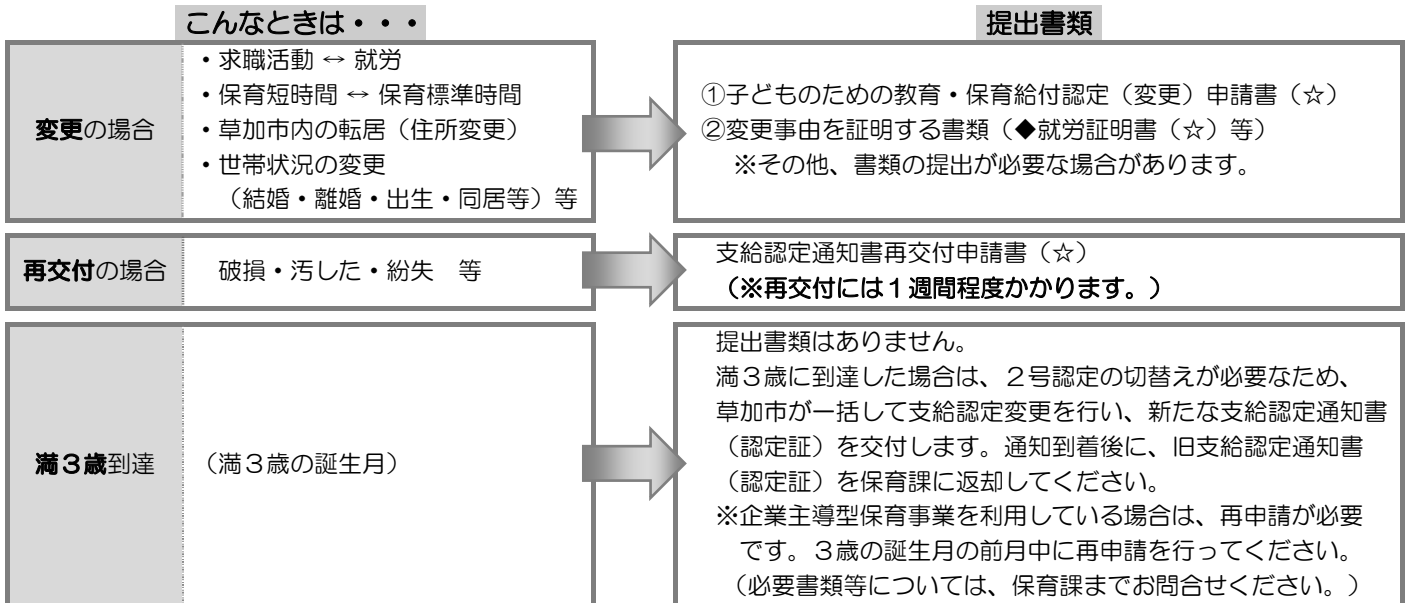 こんなときは・・・
提出書類
変更の場合
・求職活動 ↔ 就労
・保育短時間 ↔ 保育標準時間
・草加市内の転居（住所変更）
・世帯状況の変更
（結婚・離婚・出生・同居等）等
①子どものための教育・保育給付認定（変更）申請書（☆）
②変更事由を証明する書類（◆就労証明書（☆）等）
※その他、書類の提出が必要な場合があります。
再交付の場合
破損・汚した・紛失　等
支給認定通知書再交付申請書（☆）
（※再交付には１週間程度かかります。）
満３歳到達
（満３歳の誕生月）
提出書類はありません。
満３歳に到達した場合は、２号認定の切替えが必要なため、
草加市が一括して支給認定変更を行い、新たな支給認定通知書
（認定証）を交付します。通知到着後に、旧支給認定通知書
（認定証）を保育課に返却してください。
※企業主導型保育事業を利用している場合は、再申請が必要
です。３歳の誕生月の前月中に再申請を行ってください。
（必要書類等については、保育課までお問合せください。）